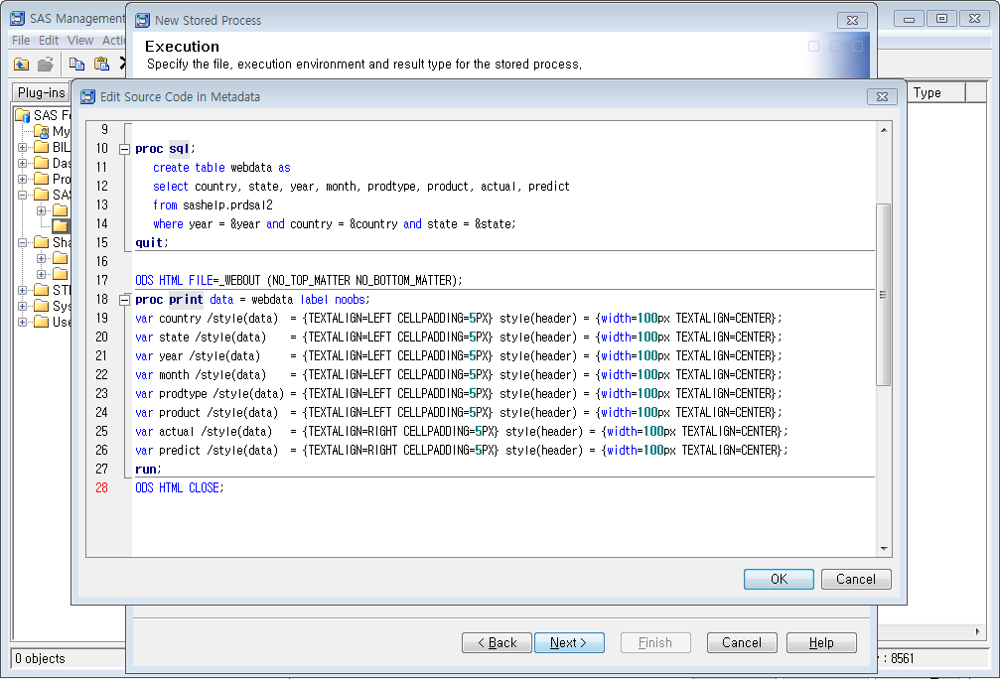 SAS Management
New Stored Process
File Edit View Actio
Execution
Specify the file, execution environment and result type for the stored process.
Plug-ins
Type
Edit Source Code in Metadata
SAS Fo
My
BIL
Das
Pro
SAS
Sha
STI
Sys
Use
9
10 proc sql;
11 create table webdata as
12 select country, state, year, month, prodtype, product, actual, predict
13 from sashelp.prdsal2
14 where year = &year and country = &country and state = &state;
15 quit;
16
17 ODS HTML FILE=_WEBOUT (NO_TOP_MATTER NO_BOTTOM_MATTER);
18 proc print data = webdata label noobs;
19 var country /style(data) = {TEXTALIGN=LEFT CELLPADDING=5PX} style(header) = {width=100px TEXTALIGN=CENTER};
20 var state /style(data) = {TEXTALIGN=LEFT CELLPADDING=5PX} style(header) = {width=100px TEXTALIGN=CENTER};
21 var year /style(data) = {TEXTALIGN=LEFT CELLPADDING=5PX} style(header) = {width=100px TEXTALIGN=CENTER};
22 var month /style(data) = {TEXTALIGN=LEFT CELLPADDING=5PX} style(header) = {width=100px TEXTALIGN=CENTER};
23 var prodtype /style(data) = {TEXTALIGN=LEFT CELLPADDING=5PX} style(header) = {width=100px TEXTALIGN=CENTER};
24 var product /style(data) = {TEXTALIGN=LEFT CELLPADDING=5PX} style(header) = {width=100px TEXTALIGN=CENTER};
25 var actual /style(data) = {TEXTALIGN=RIGHT CELLPADDING=5PX} style(header) = {width=100px TEXTALIGN=CENTER};
26 var predict /style(data) = {TEXTALIGN=RIGHT CELLPADDING=5PX} style(header) = {width=100px TEXTALIGN=CENTER};
27 run;
28 ODS HTML CLOSE;
OK Cancel
< Back Next > Finish Cancel Help
0 objects
: 8561